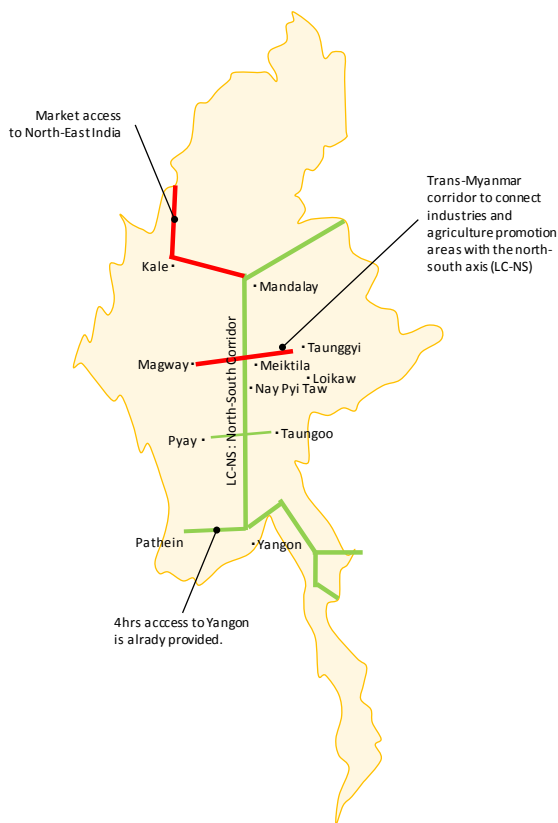 Market access
to North-East India
Trans-Myanmar
corridor to connect
industries and
agriculture promotion
areas with the north-
south axis (LC-NS)
Kale
Mandalay
LC-NS : North-South Corridor
Taunggyi
Magway
Meiktila
Loikaw
Nay Pyi Taw
Pyay
Taungoo
Pathein
Yangon
4hrs acccess to Yangon
is alrady provided.